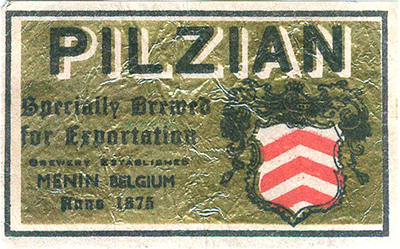 PILZIAN
Specially Brewed
for Exportation
BREWERY ESTABLISHED
MENIN BELGIUM
Anno 1875